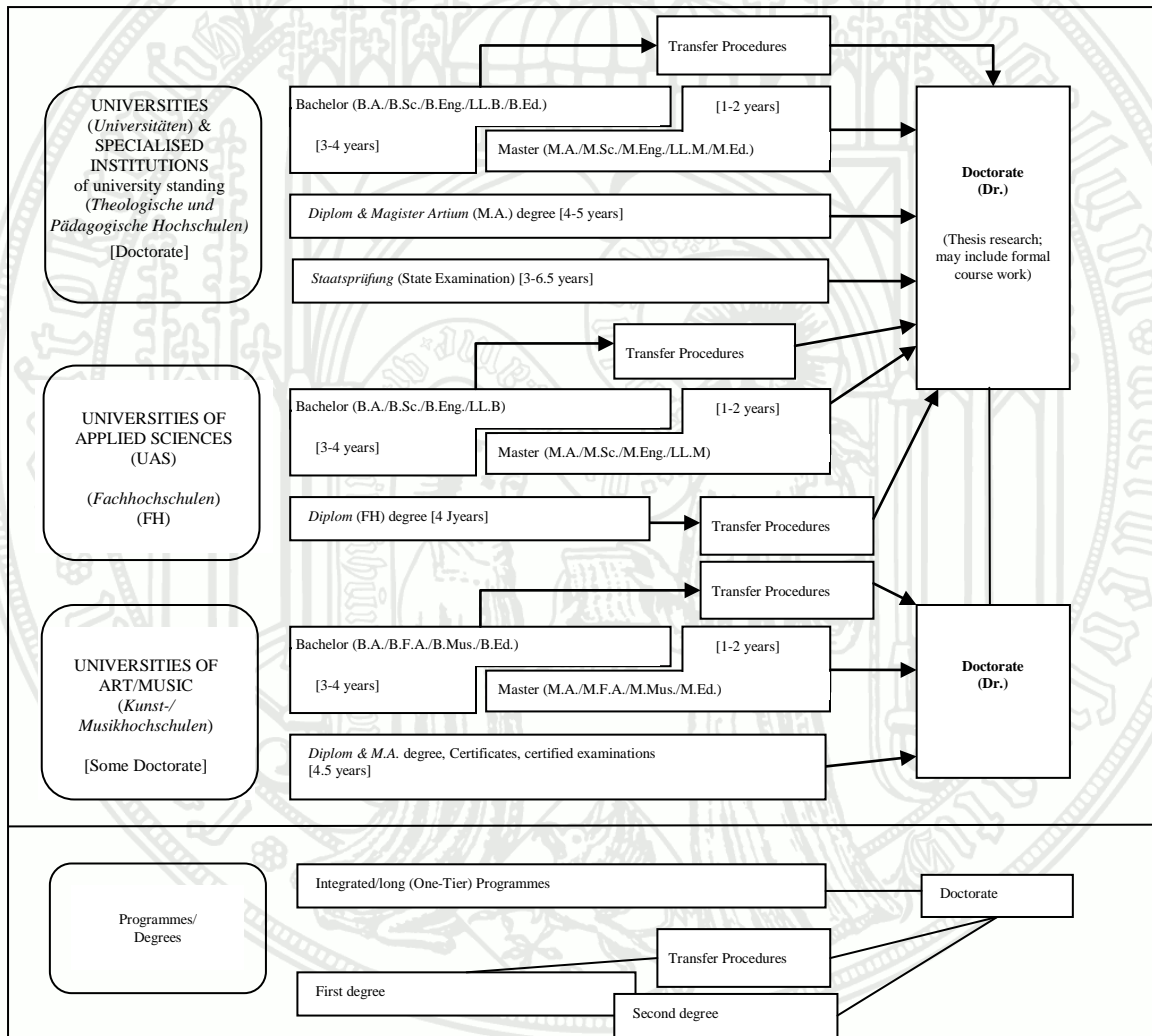 Transfer Procedures
UNIVERSITIES
(Universitäten) &
SPECIALISED
INSTITUTIONS
of university standing
(Theologische und
Pädagogische Hochschulen)
[Doctorate]
Bachelor (B.A./B.Sc./B.Eng./LL.B./B.Ed.)
[3-4 years]
[1-2 years]
Master (M.A./M.Sc./M.Eng./LL.M./M.Ed.)
Diplom & Magister Artium (M.A.) degree [4-5 years]
Staatsprüfung (State Examination) [3-6.5 years]
Doctorate
(Dr.)
(Thesis research;
may include formal
course work)
Transfer Procedures
UNIVERSITIES OF
APPLIED SCIENCES
(UAS)
(Fachhochschulen)
(FH)
Bachelor (B.A./B.Sc./B.Eng./LL.B)
[3-4 years]
[1-2 years]
Master (M.A./M.Sc./M.Eng./LL.M)
Diplom (FH) degree [4 Jyears]
Transfer Procedures
Transfer Procedures
UNIVERSITIES OF
ART/MUSIC
(Kunst-/
Musikhochschulen)
[Some Doctorate]
Bachelor (B.A./B.F.A./B.Mus./B.Ed.)
[3-4 years]
[1-2 years]
Master (M.A./M.F.A./M.Mus./M.Ed.)
Diplom & M.A. degree, Certificates, certified examinations
[4.5 years]
Doctorate
(Dr.)
Programmes/
Degrees
Integrated/long (One-Tier) Programmes
Doctorate
Transfer Procedures
First degree
Second degree